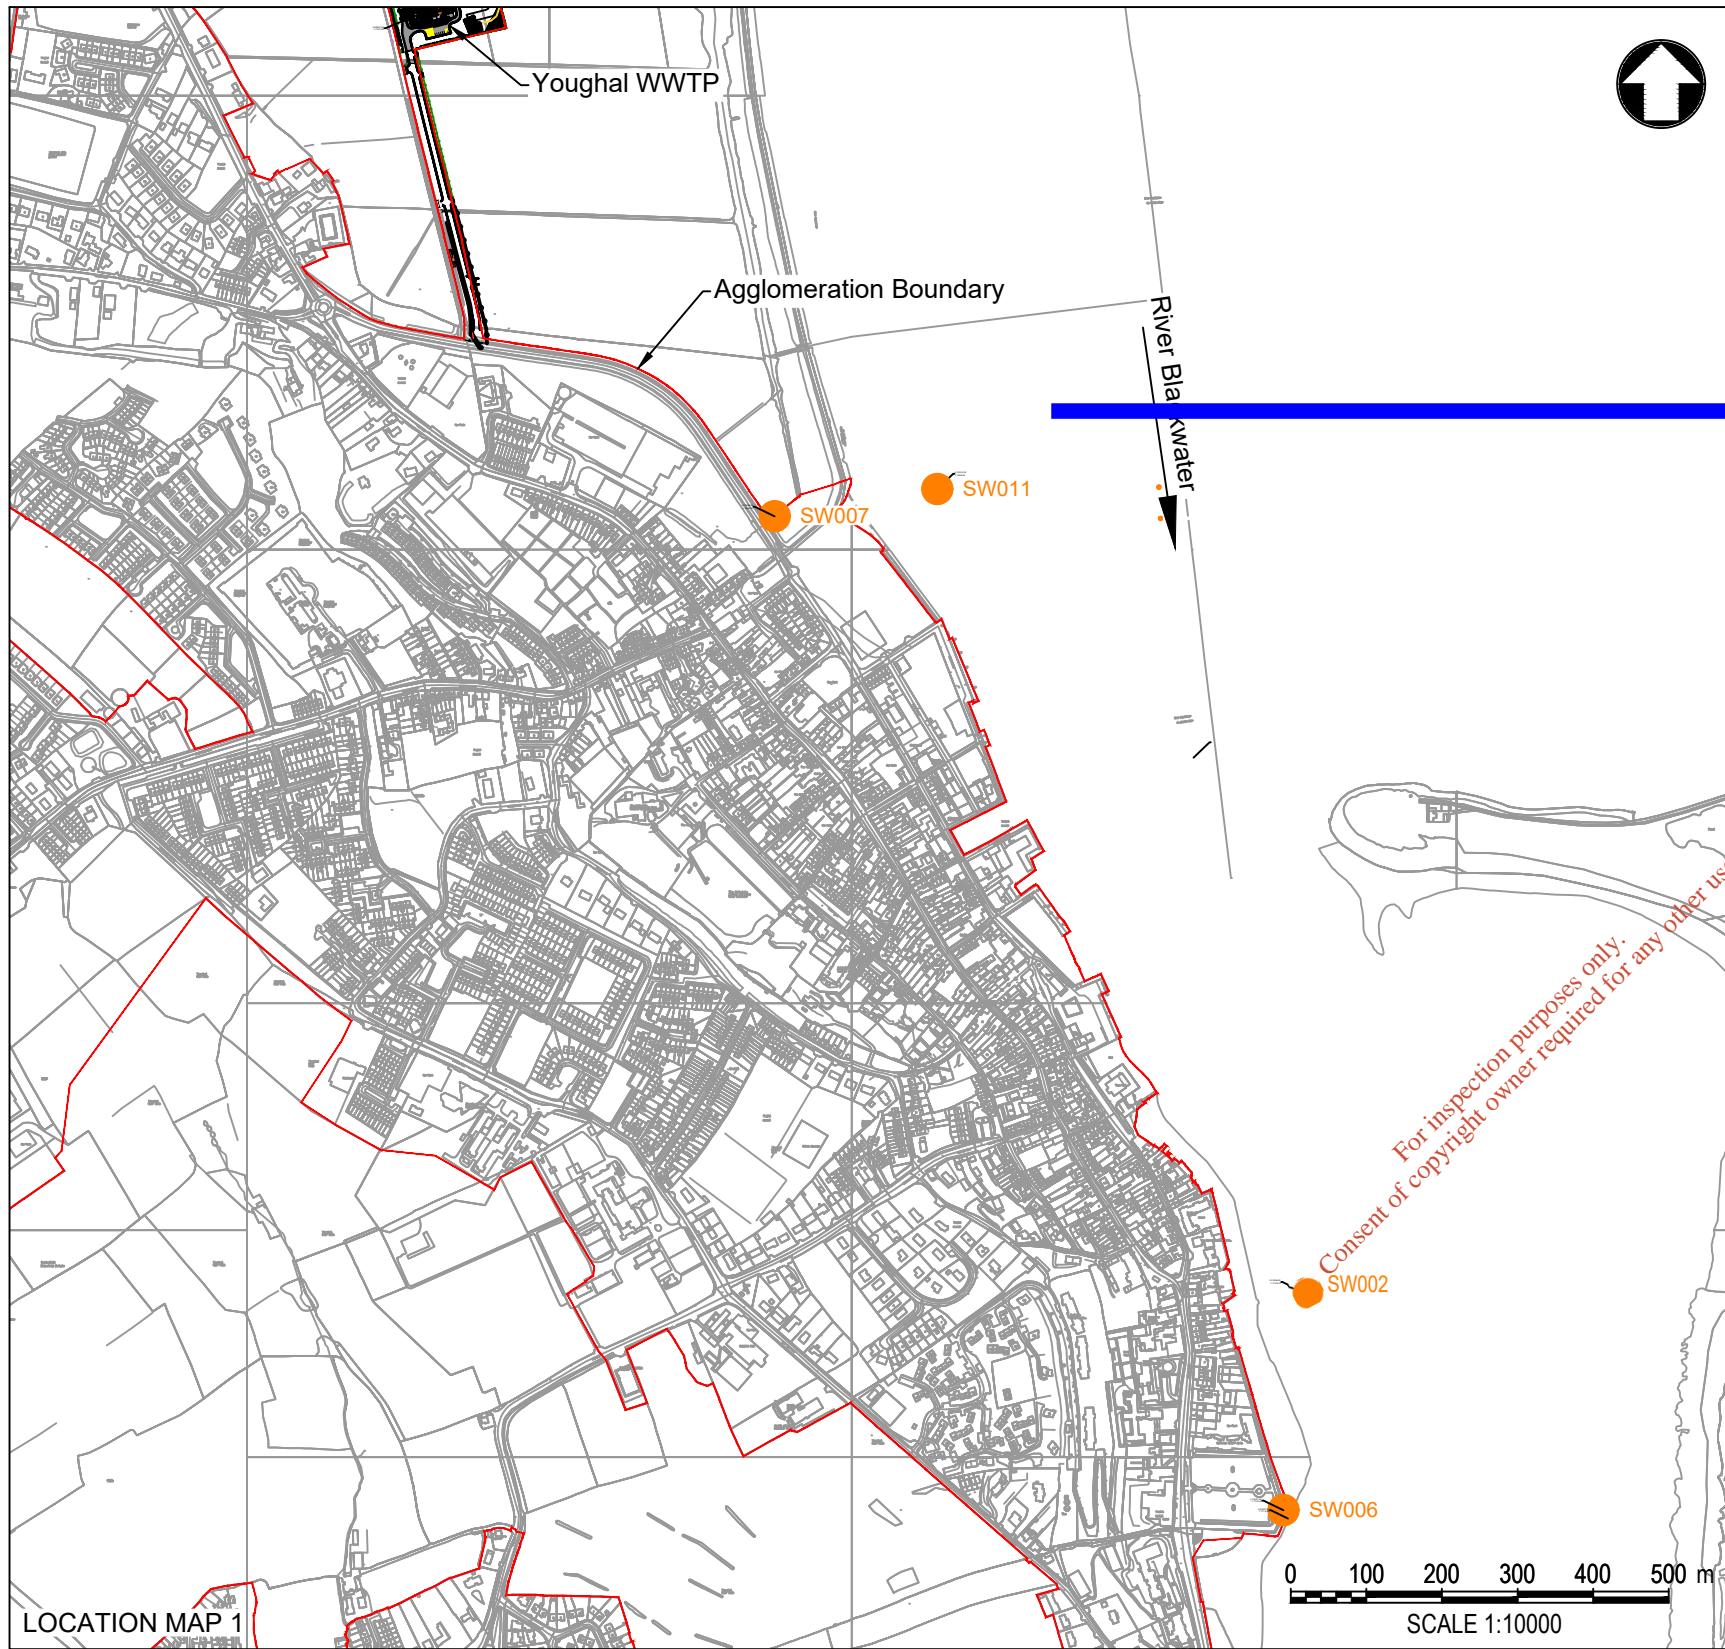 Youghal WWTP
Agglomeration Boundary
River Blackwater
SW011
SW007
For inspection purposes only.
Consent of copyright owner required for any other us
SW002
SW006
0 100 200 300 400 500 m
SCALE 1:10000
LOCATION MAP 1